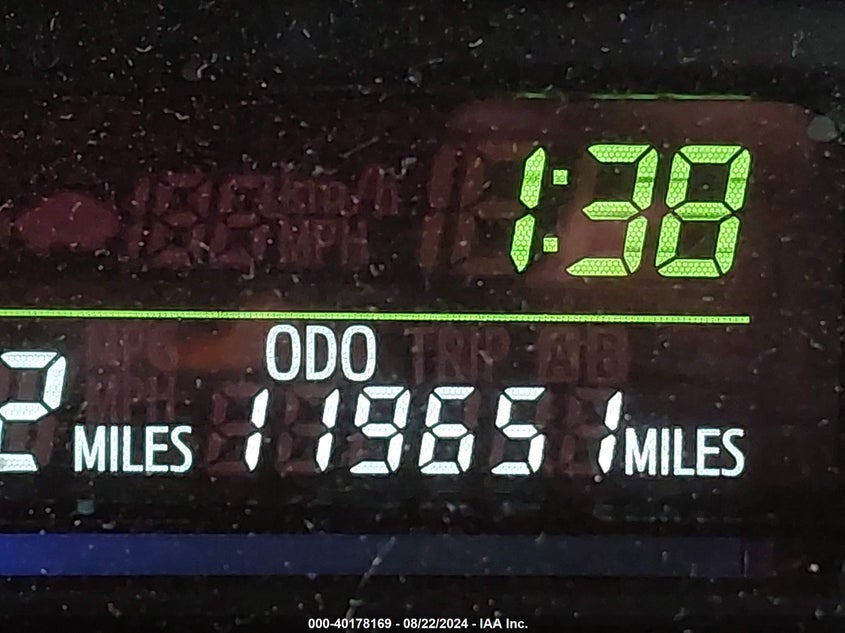 1:38
ODO
2 MILES 119651 MILES
000-40178169 - 08/22/2024 - IAA Inc.